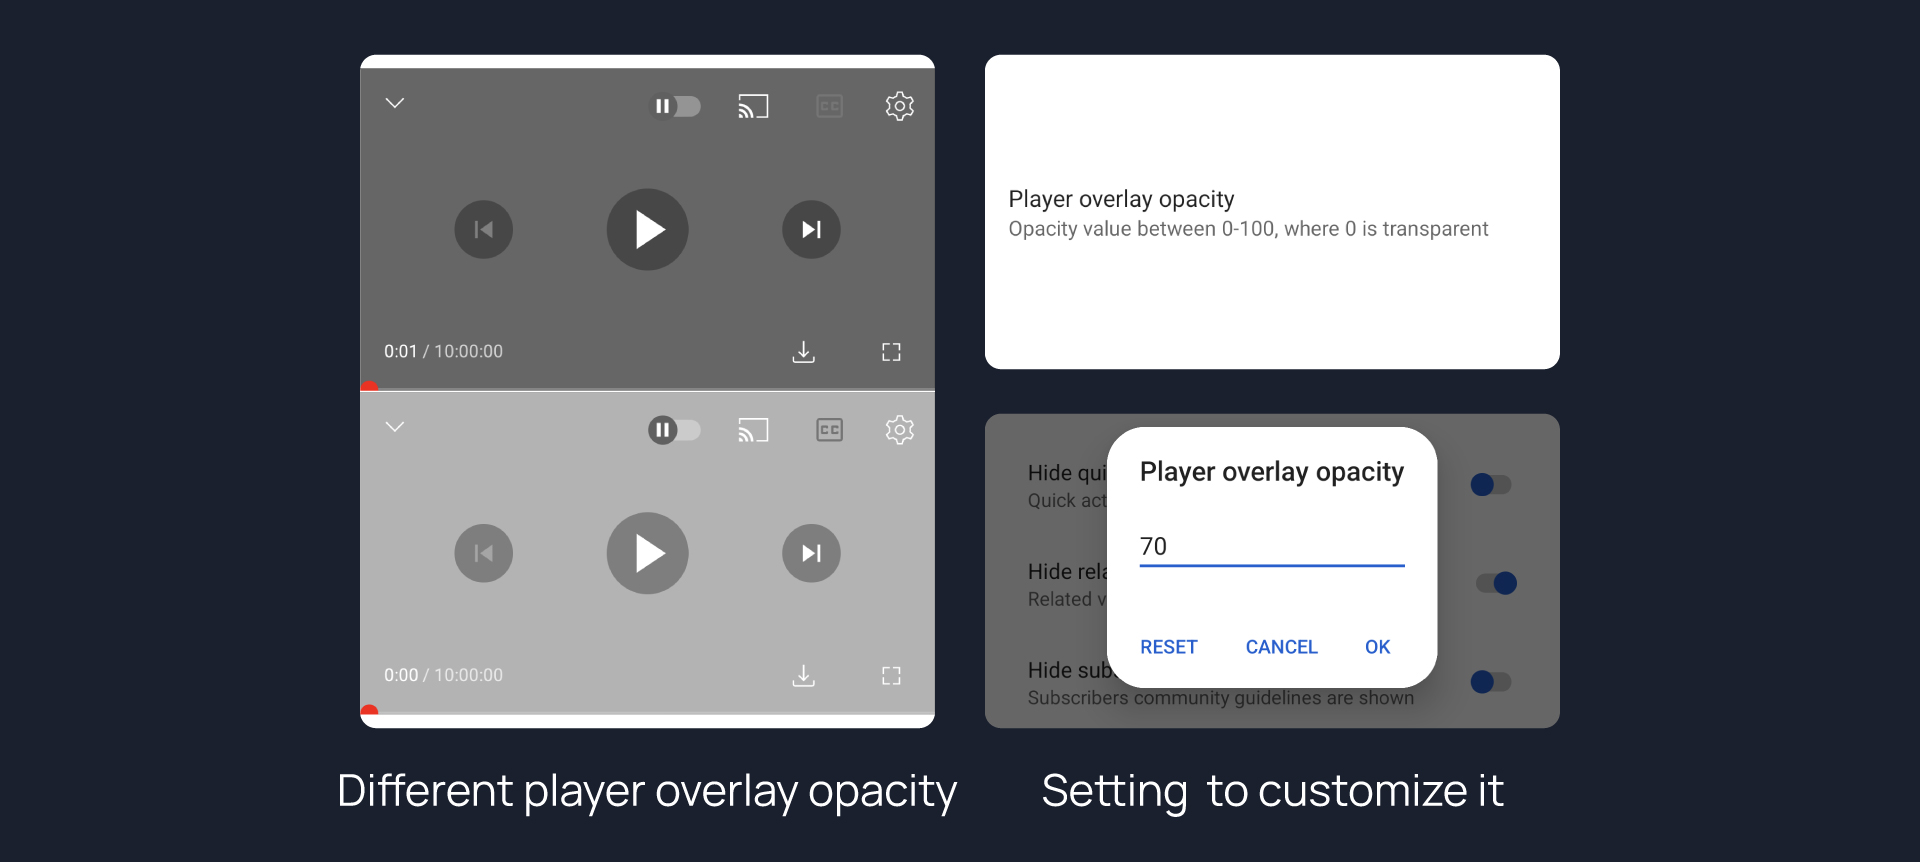 CC
0:01 / 10:00:00
CC
0:00 / 10:00:00
Player overlay opacity
Opacity value between 0-100, where 0 is transparent
Hide qui
Quick act
Hide rela
Related v
Hide sub
Subscribers community guidelines are shown
Player overlay opacity
70
RESET CANCEL OK
Different player overlay opacity
Setting to customize it